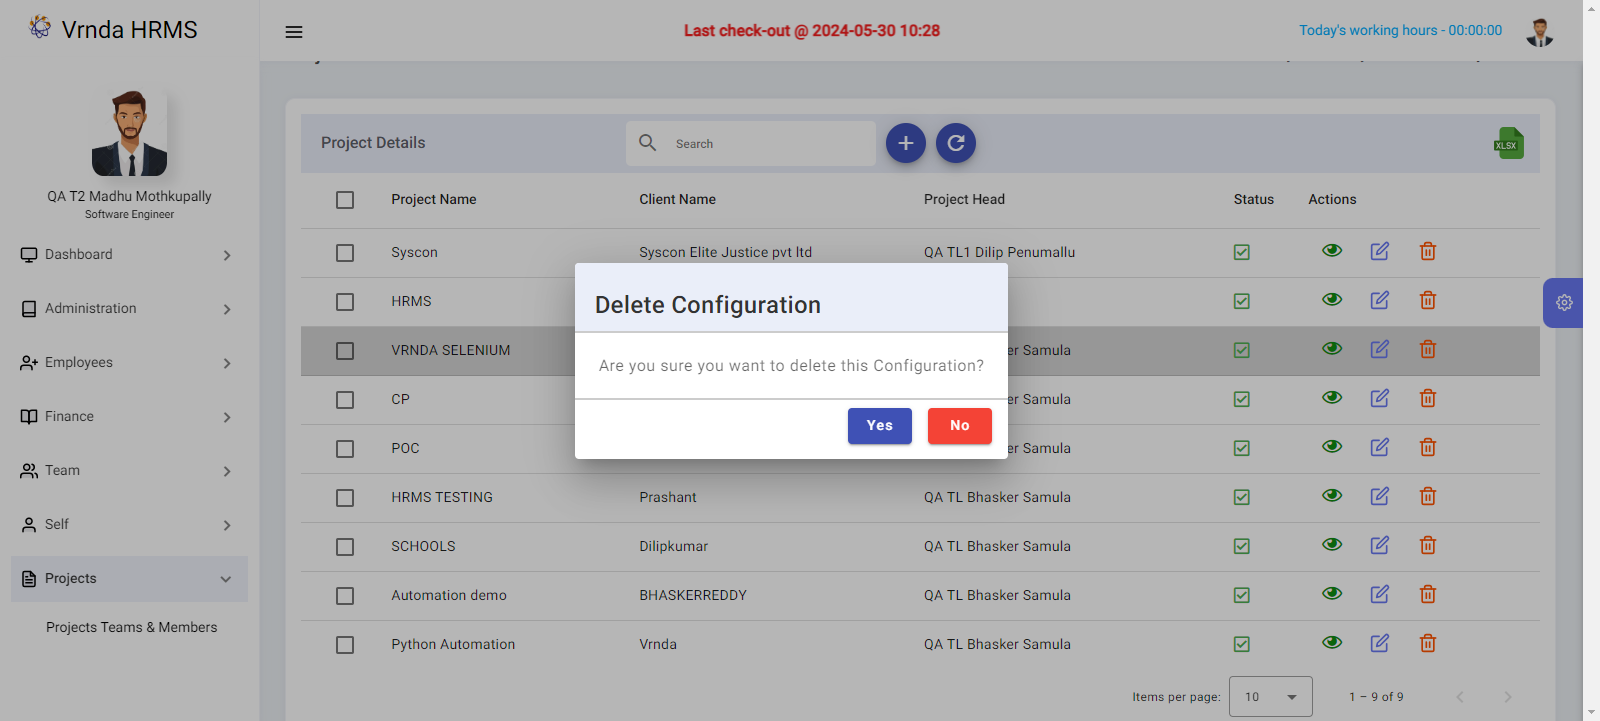 Vrnda HRMS
Last check-out @ 2024-05-30 10:28
Today's working hours - 00:00:00
QA T2 Madhu Mothkupally
Software Engineer
Dashboard
Administration
Employees
Finance
Team
Self
Projects
Projects Teams & Members
Project Details
Search
XLSX
Project Name Client Name Project Head Status Actions
Syscon Syscon Elite Justice pvt ltd QA TL1 Dilip Penumallu
HRMS
VRNDA SELENIUM er Samula
CP er Samula
POC er Samula
HRMS TESTING Prashant QA TL Bhasker Samula
SCHOOLS Dilipkumar QA TL Bhasker Samula
Automation demo BHASKERREDDY QA TL Bhasker Samula
Python Automation Vrnda QA TL Bhasker Samula
Items per page: 10 1 – 9 of 9
Delete Configuration
Are you sure you want to delete this Configuration?
Yes No